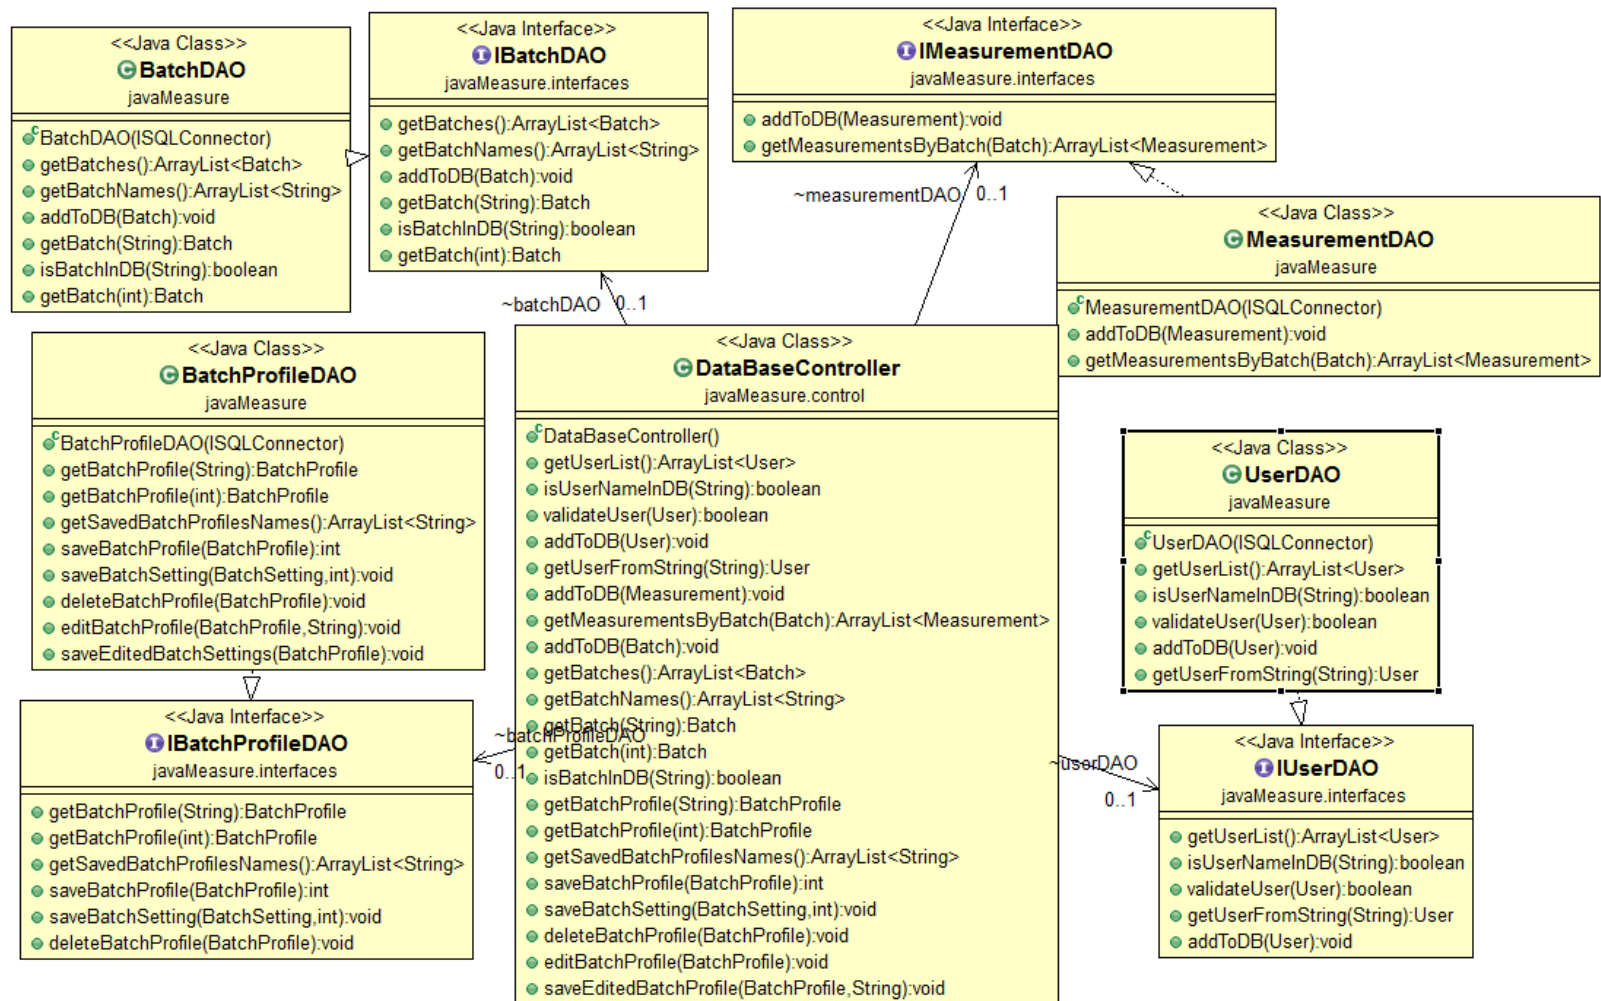 <<Java Class>>
BatchDAO
javaMeasure
BatchDAO(ISQLConnector)
getBatches():ArrayList<Batch>
getBatchNames():ArrayList<String>
addToDB(Batch):void
getBatch(String):Batch
isBatchInDB(String):boolean
getBatch(int):Batch
<<Java Interface>>
IBatchDAO
javaMeasure.interfaces
getBatches():ArrayList<Batch>
getBatchNames():ArrayList<String>
addToDB(Batch):void
getBatch(String):Batch
isBatchInDB(String):boolean
getBatch(int):Batch
<<Java Interface>>
IMeasurementDAO
javaMeasure.interfaces
addToDB(Measurement):void
getMeasurementsByBatch(Batch):ArrayList<Measurement>
~measurementDAO 0..1
<<Java Class>>
MeasurementDAO
javaMeasure
MeasurementDAO(ISQLConnector)
addToDB(Measurement):void
getMeasurementsByBatch(Batch):ArrayList<Measurement>
~batchDAO 0..1
<<Java Class>>
BatchProfileDAO
javaMeasure
BatchProfileDAO(ISQLConnector)
getBatchProfile(String):BatchProfile
getBatchProfile(int):BatchProfile
getSavedBatchProfilesNames():ArrayList<String>
saveBatchProfile(BatchProfile):int
saveBatchSetting(BatchSetting,int):void
deleteBatchProfile(BatchProfile):void
editBatchProfile(BatchProfile,String):void
saveEditedBatchSettings(BatchProfile):void
<<Java Class>>
DataBaseController
javaMeasure.control
DataBaseController()
getUserList():ArrayList<User>
isUserNameInDB(String):boolean
validateUser(User):boolean
addToDB(User):void
getUserFromString(String):User
addToDB(Measurement):void
getMeasurementsByBatch(Batch):ArrayList<Measurement>
addToDB(Batch):void
getBatches():ArrayList<Batch>
getBatchNames():ArrayList<String>
getBatch(String):Batch
getBatch(int):Batch
isBatchInDB(String):boolean
getBatchProfile(String):BatchProfile
getBatchProfile(int):BatchProfile
getSavedBatchProfilesNames():ArrayList<String>
saveBatchProfile(BatchProfile):int
saveBatchSetting(BatchSetting,int):void
deleteBatchProfile(BatchProfile):void
editBatchProfile(BatchProfile):void
saveEditedBatchProfile(BatchProfile,String):void
<<Java Class>>
UserDAO
javaMeasure
UserDAO(ISQLConnector)
getUserList():ArrayList<User>
isUserNameInDB(String):boolean
validateUser(User):boolean
addToDB(User):void
getUserFromString(String):User
<<Java Interface>>
IBatchProfileDAO
javaMeasure.interfaces
getBatchProfile(String):BatchProfile
getBatchProfile(int):BatchProfile
getSavedBatchProfilesNames():ArrayList<String>
saveBatchProfile(BatchProfile):int
saveBatchSetting(BatchSetting,int):void
deleteBatchProfile(BatchProfile):void
~batchProfileDAO
0..1
~userDAO
0..1
<<Java Interface>>
IUserDAO
javaMeasure.interfaces
getUserList():ArrayList<User>
isUserNameInDB(String):boolean
validateUser(User):boolean
getUserFromString(String):User
addToDB(User):void